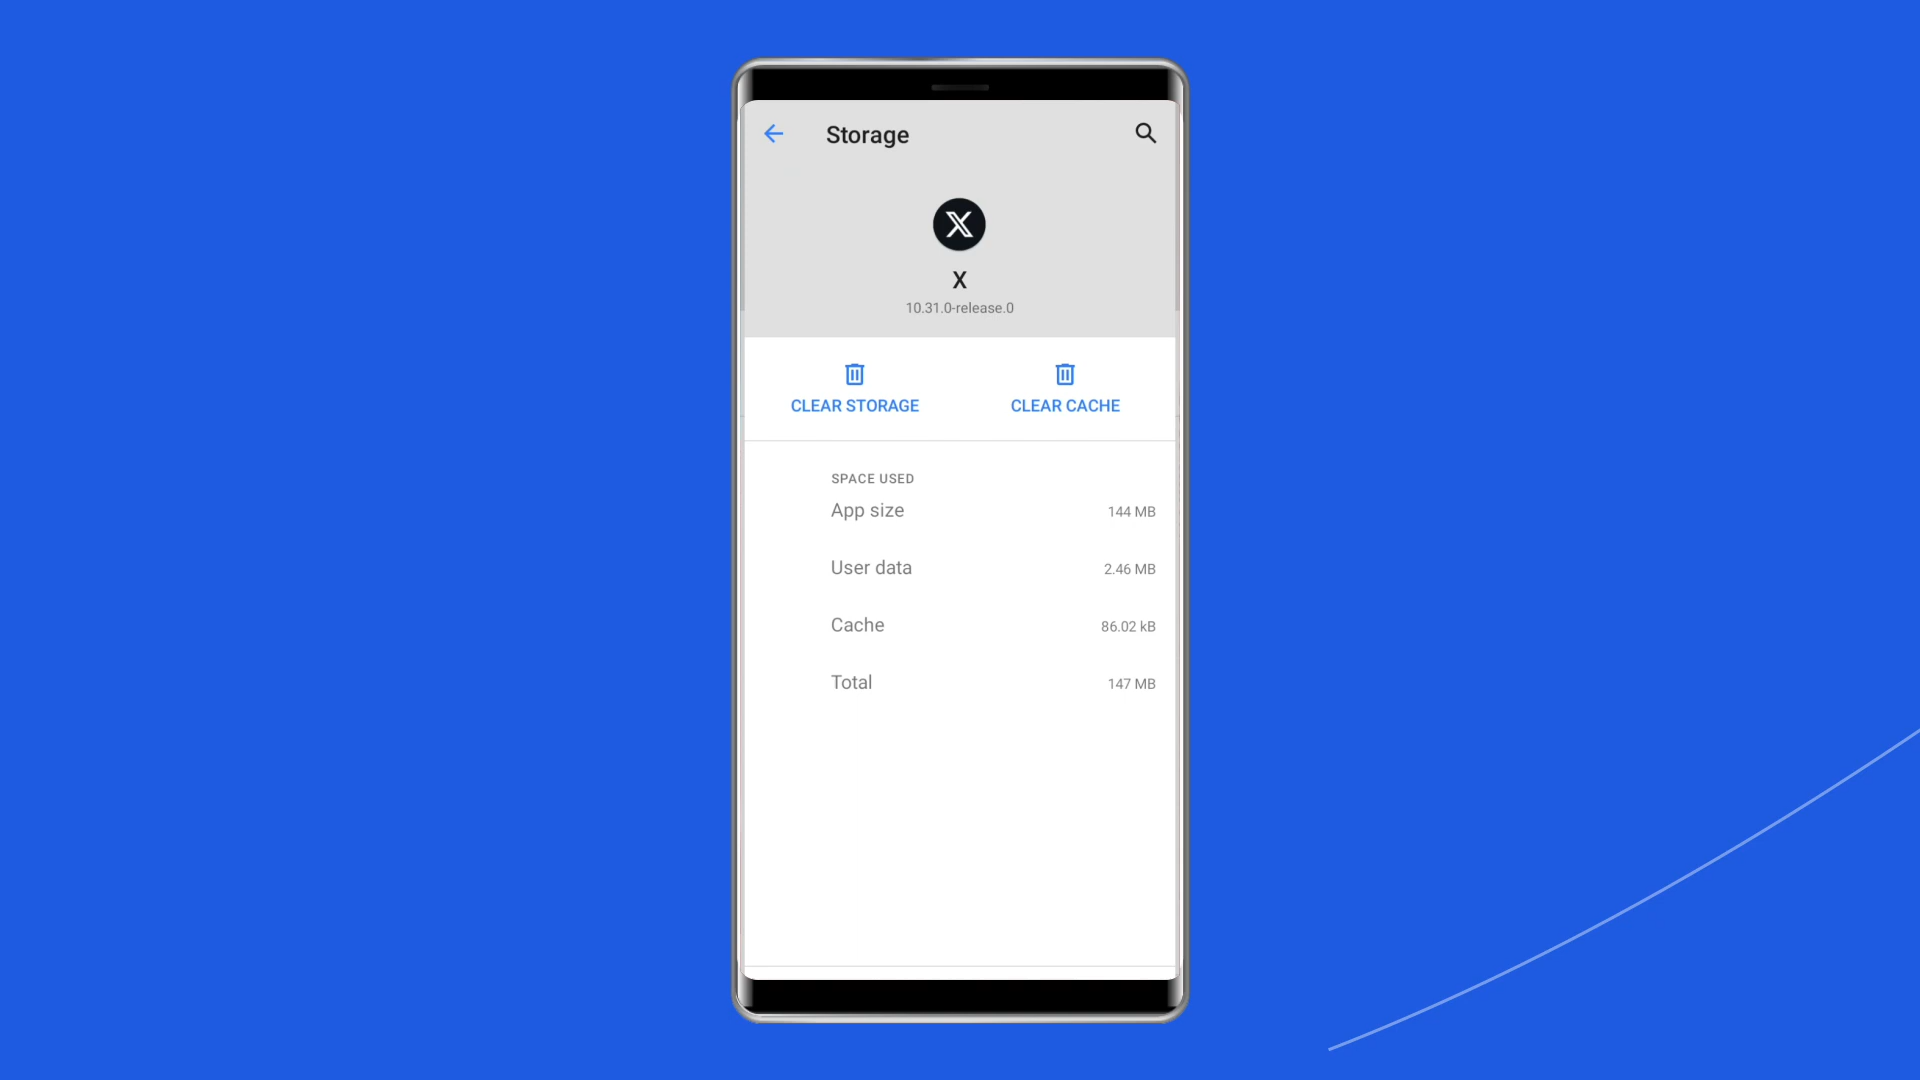 Storage
X
10.31.0-release.0
CLEAR STORAGE
CLEAR CACHE
SPACE USED
App size
144 MB
User data
2.46 MB
Cache
86.02 kB
Total
147 MB